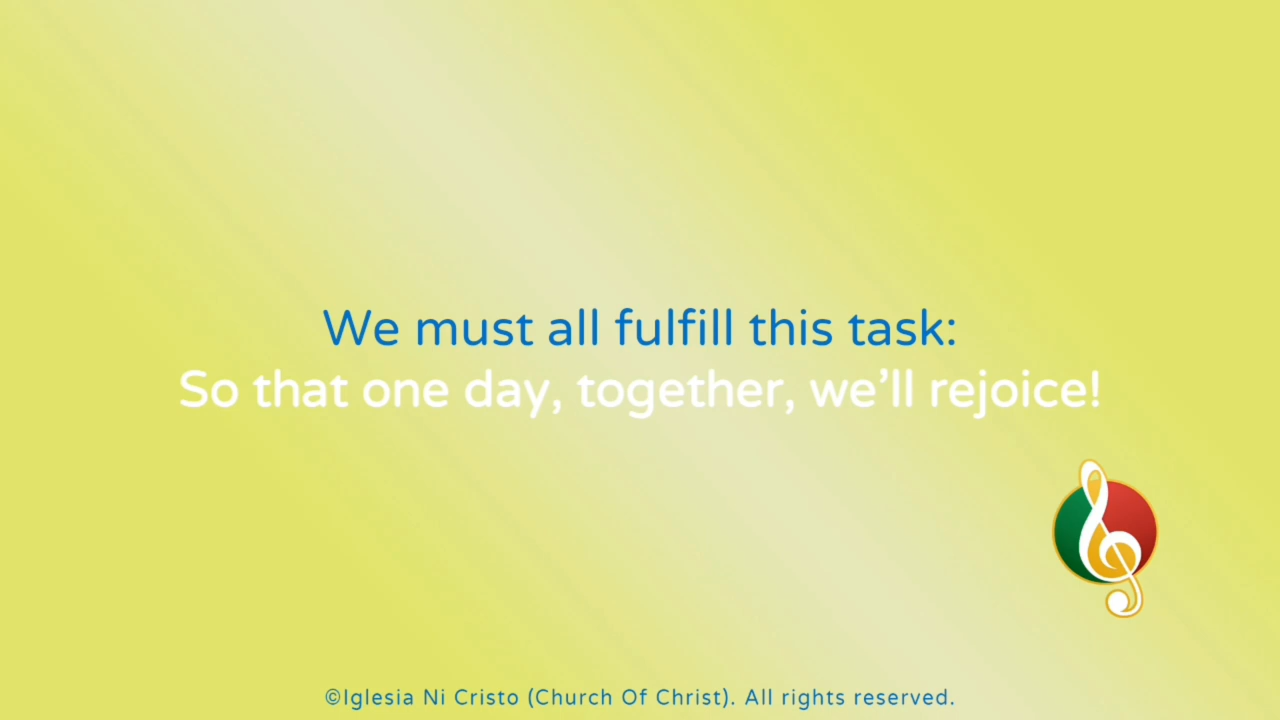 We must all fulfill this task:
So that one day, together, we’ll rejoice!
©Iglesia Ni Cristo (Church Of Christ). All rights reserved.